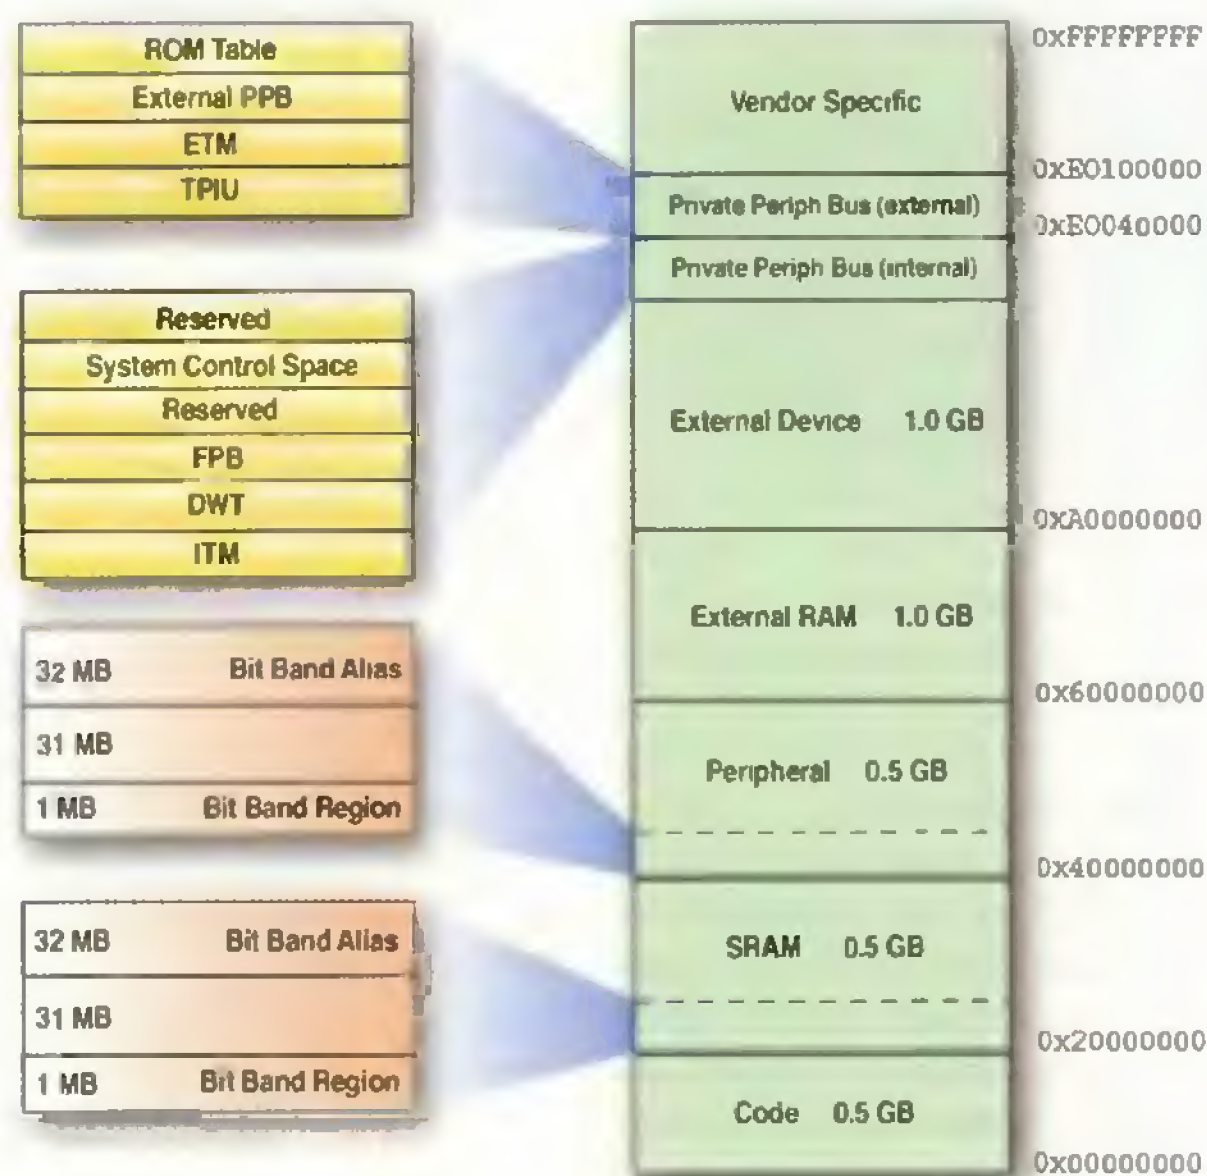 ROM Table
External PPB
ETM
TPIU
Reserved
System Control Space
Reserved
FPB
DWT
ITM
32 MB Bit Band Alias
31 MB
1 MB Bit Band Region
32 MB Bit Band Alias
31 MB
1 MB Bit Band Region
Vendor Specific
Private Periph Bus (external)
Private Periph Bus (internal)
External Device 1.0 GB
External RAM 1.0 GB
Peripheral 0.5 GB
SRAM 0.5 GB
Code 0.5 GB
0xFFFFFFFF
0xE0100000
0xE0040000
0xA0000000
0x60000000
0x40000000
0x20000000
0x00000000